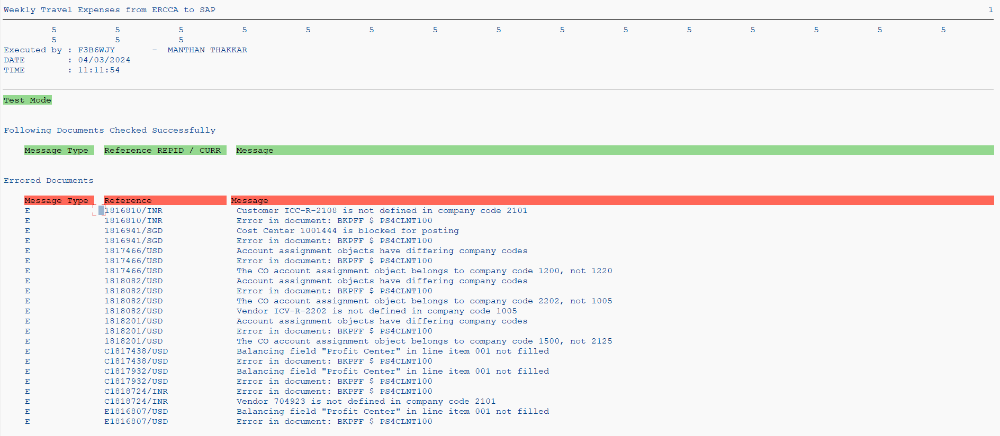 Weekly Travel Expenses from ERCCA to SAP 1
5 5 5 5 5 5 5 5 5 5 5 5 5 5 5
5 5 5
Executed by : F3B6WJY - MANTHAN THAKKAR
DATE : 04/03/2024
TIME : 11:11:54
Test Mode
Following Documents Checked Successfully
Message Type Reference REPID / CURR Message
Errored Documents
Message Type Reference Message
E 1816810/INR Customer ICC-R-2108 is not defined in company code 2101
E 1816810/INR Error in document: BKPFF $ PS4CLNT100
E 1816941/SGD Cost Center 1001444 is blocked for posting
E 1816941/SGD Error in document: BKPFF $ PS4CLNT100
E 1817466/USD Account assignment objects have differing company codes
E 1817466/USD Error in document: BKPFF $ PS4CLNT100
E 1817466/USD The CO account assignment object belongs to company code 1200, not 1220
E 1818082/USD Account assignment objects have differing company codes
E 1818082/USD Error in document: BKPFF $ PS4CLNT100
E 1818082/USD The CO account assignment object belongs to company code 2202, not 1005
E 1818082/USD Vendor ICV-R-2202 is not defined in company code 1005
E 1818201/USD Account assignment objects have differing company codes
E 1818201/USD Error in document: BKPFF $ PS4CLNT100
E 1818201/USD The CO account assignment object belongs to company code 1500, not 2125
E C1817438/USD Balancing field "Profit Center" in line item 001 not filled
E C1817438/USD Error in document: BKPFF $ PS4CLNT100
E C1817932/USD Balancing field "Profit Center" in line item 001 not filled
E C1817932/USD Error in document: BKPFF $ PS4CLNT100
E C1818724/INR Error in document: BKPFF $ PS4CLNT100
E C1818724/INR Vendor 704923 is not defined in company code 2101
E E1816807/USD Balancing field "Profit Center" in line item 001 not filled
E E1816807/USD Error in document: BKPFF $ PS4CLNT100